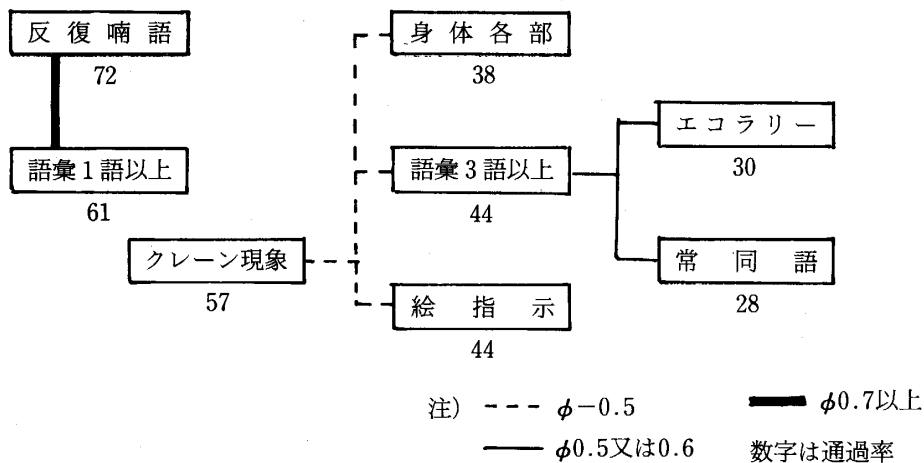 反復喃語
72
語彙1語以上
61
クレーン現象
57
身体各部
38
語彙3語以上
44
絵指示
44
エコラリー
30
常同語
28
注) --- ϕ−0.5
ϕ0.7以上
ϕ0.5又は0.6
数字は通過率